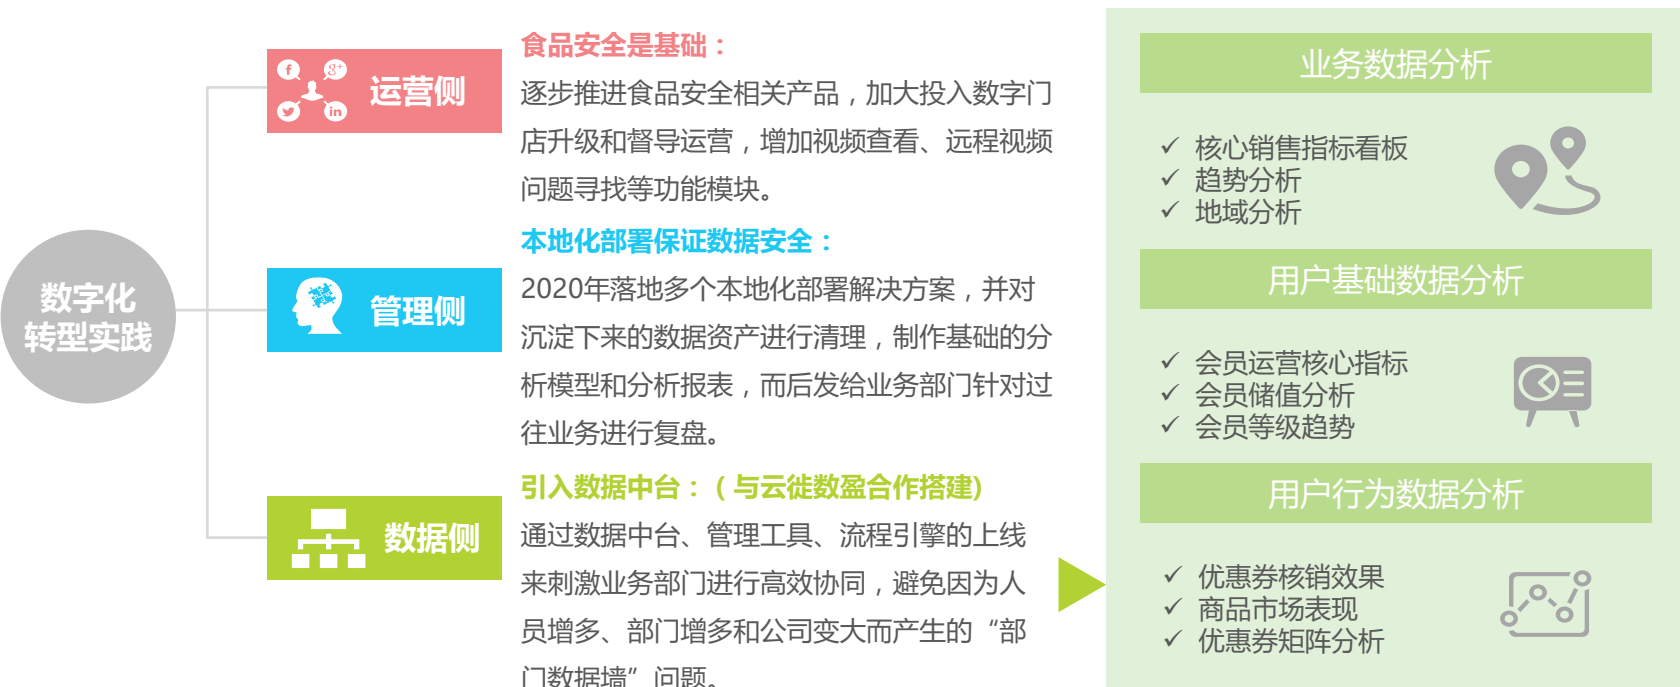 数字化
转型实践
运营侧
食品安全是基础：
逐步推进食品安全相关产品，加大投入数字门
店升级和督导运营，增加视频查看、远程视频
问题寻找等功能模块。
管理侧
本地化部署保证数据安全：
2020年落地多个本地化部署解决方案，并对
沉淀下来的数据资产进行清理，制作基础的分
析模型和分析报表，而后发给业务部门针对过
往业务进行复盘。
数据侧
引入数据中台：（与云徙数盈合作搭建)
通过数据中台、管理工具、流程引擎的上线
来刺激业务部门进行高效协同，避免因为人
员增多、部门增多和公司变大而产生的“部
门数据墙”问题。
业务数据分析
✓ 核心销售指标看板
✓ 趋势分析
✓ 地域分析
用户基础数据分析
✓ 会员运营核心指标
✓ 会员储值分析
✓ 会员等级趋势
用户行为数据分析
✓ 优惠券核销效果
✓ 商品市场表现
✓ 优惠券矩阵分析